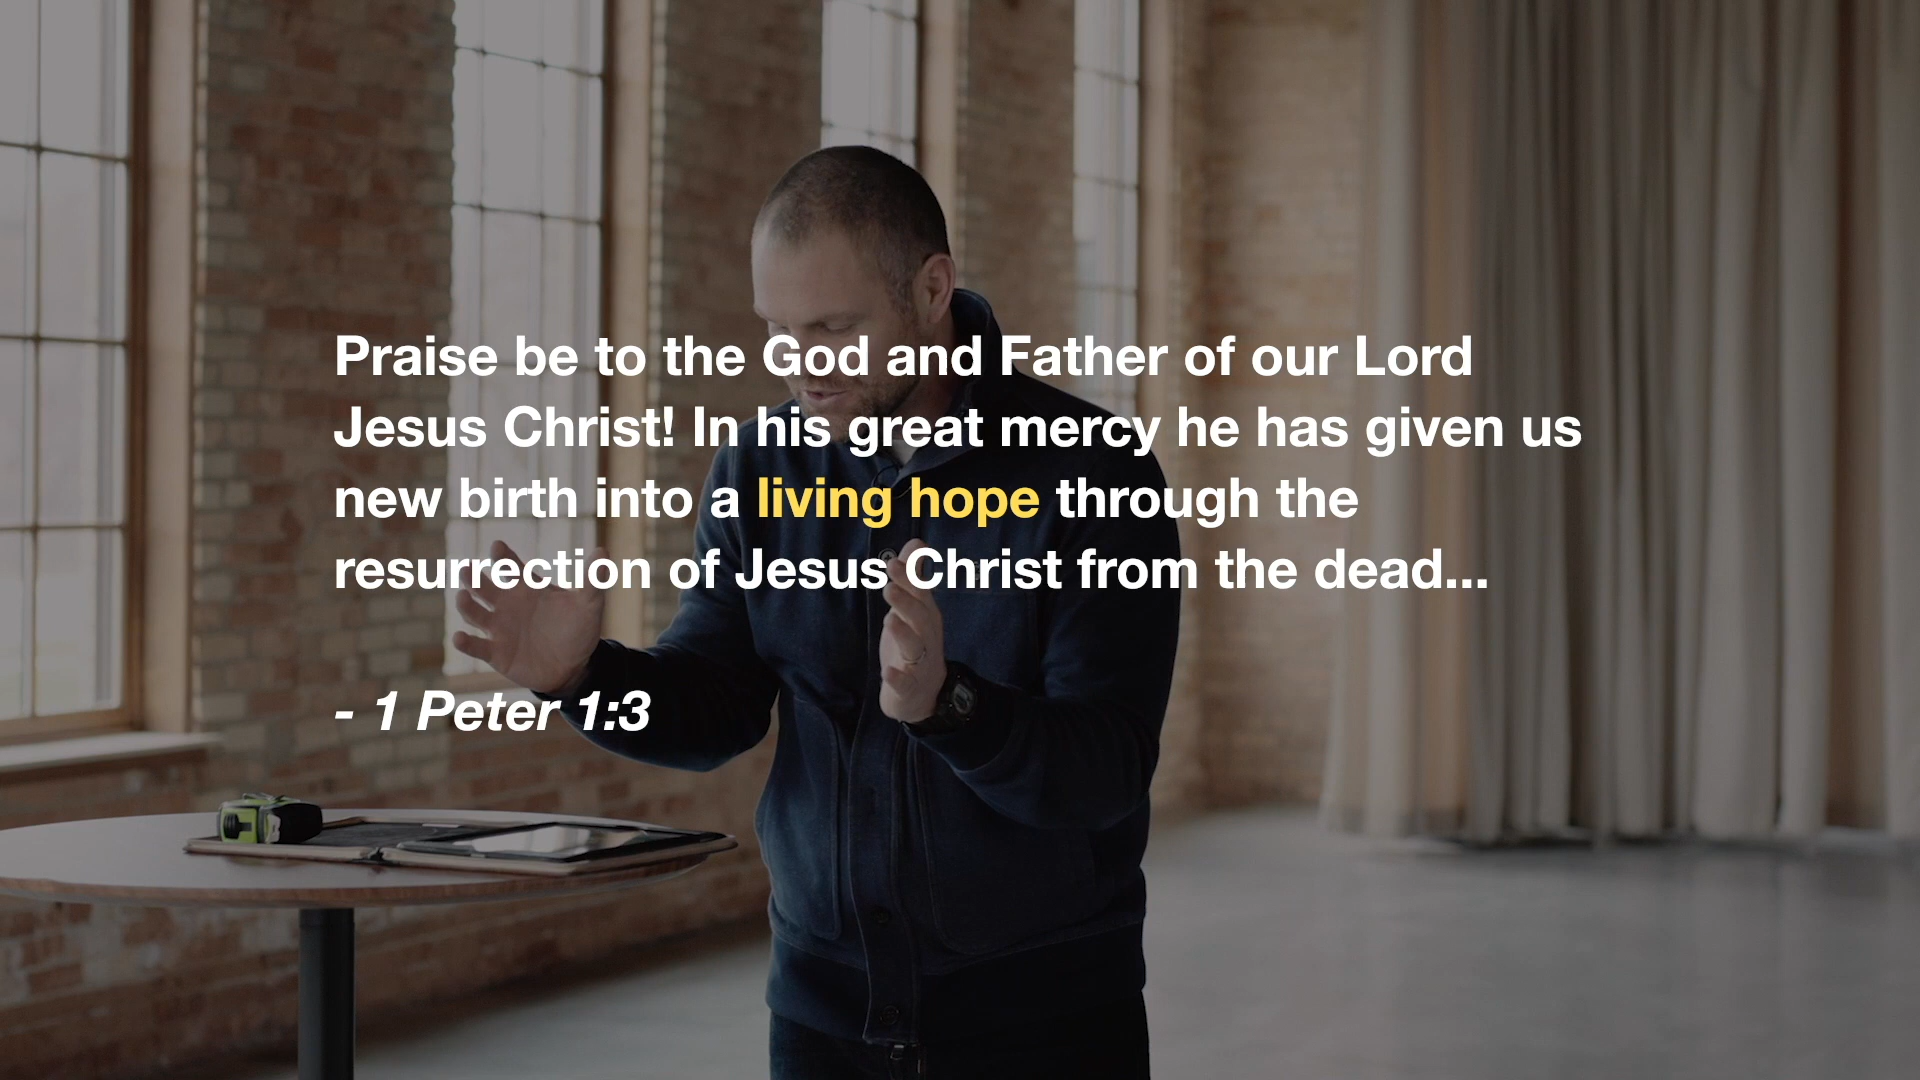 Praise be to the God and Father of our Lord
Jesus Christ! In his great mercy he has given us
new birth into a living hope through the
resurrection of Jesus Christ from the dead...
- 1 Peter 1:3